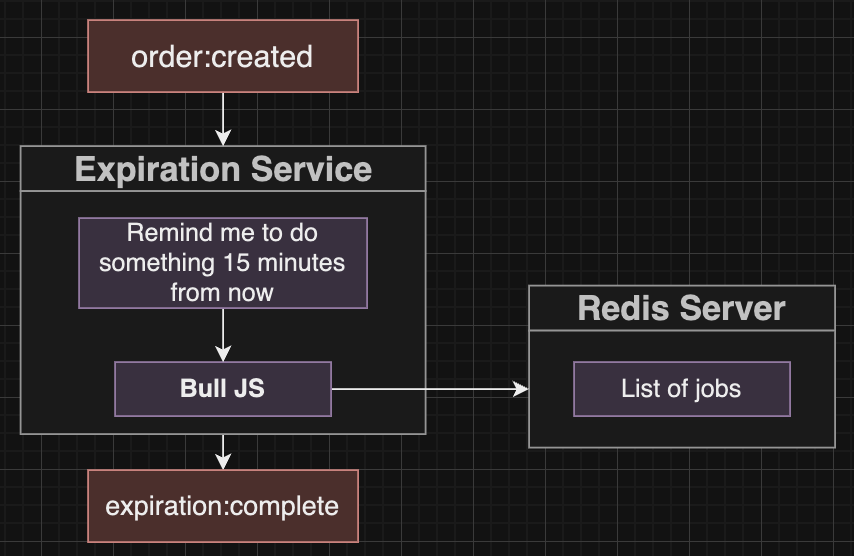 order:created
Expiration Service
Remind me to do
something 15 minutes
from now
Redis Server
Bull JS
List of jobs
expiration:complete